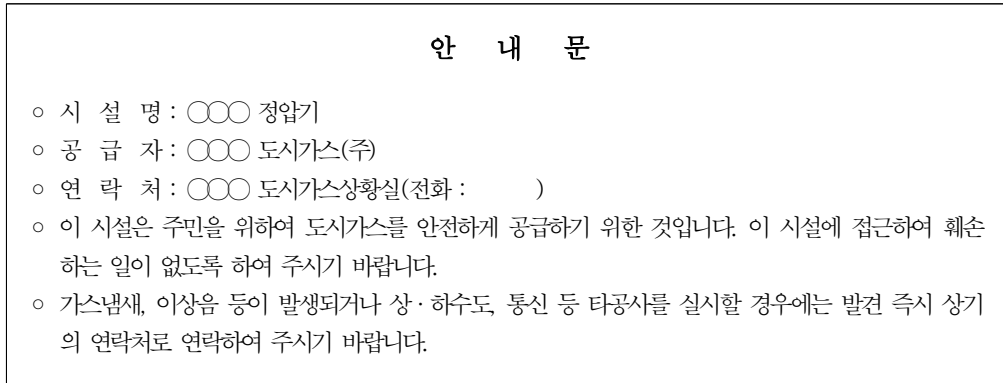 안 내 문
○ 시 설 명 : ○○○ 정압기
○ 공 급 자 : ○○○ 도시가스(주)
○ 연 락 처 : ○○○ 도시가스상황실(전화 : )
○ 이 시설은 주민을 위하여 도시가스를 안전하게 공급하기 위한 것입니다. 이 시설에 접근하여 훼손
하는 일이 없도록 하여 주시기 바랍니다.
○ 가스냄새, 이상음 등이 발생되거나 상·하수도, 통신 등 타공사를 실시할 경우에는 발견 즉시 상기
의 연락처로 연락하여 주시기 바랍니다.